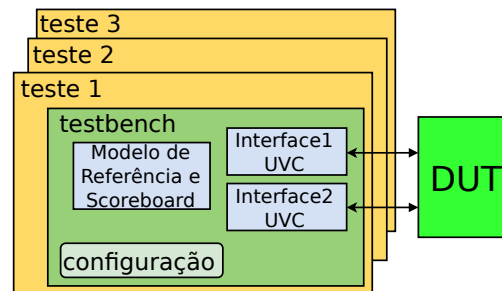 teste 3
teste 2
teste 1
testbench
Modelo de
Referência e
Scoreboard
Interface1
UVC
Interface2
UVC
configuração
DUT